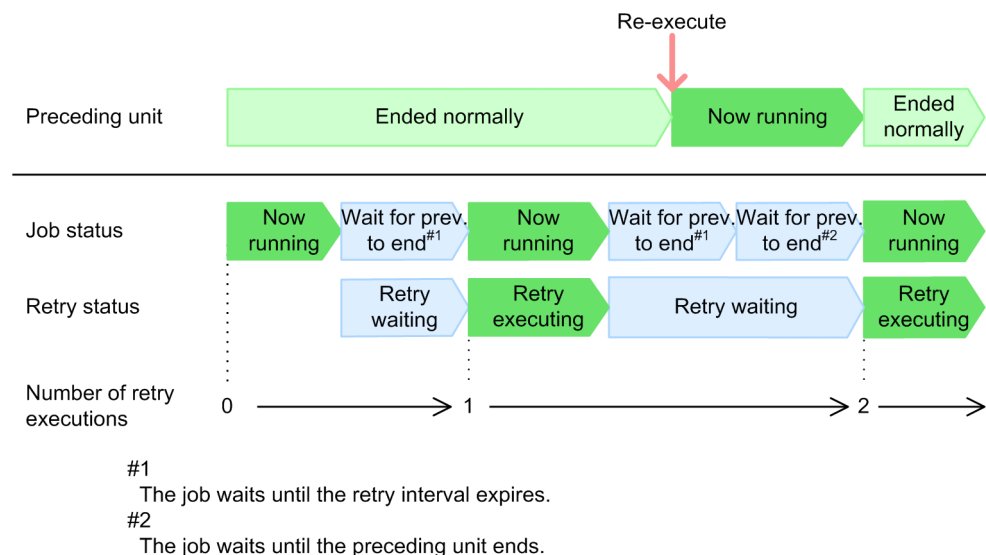 Re-execute
Preceding unit
Ended normally
Now running
Ended
normally
Job status
Now
running
Wait for prev.
to end#1
Now
running
Wait for prev.
to end#1
Wait for prev.
to end#2
Now
running
Retry status
Retry
waiting
Retry
executing
Retry waiting
Retry
executing
Number of retry
executions
0
1
2
#1
The job waits until the retry interval expires.
#2
The job waits until the preceding unit ends.